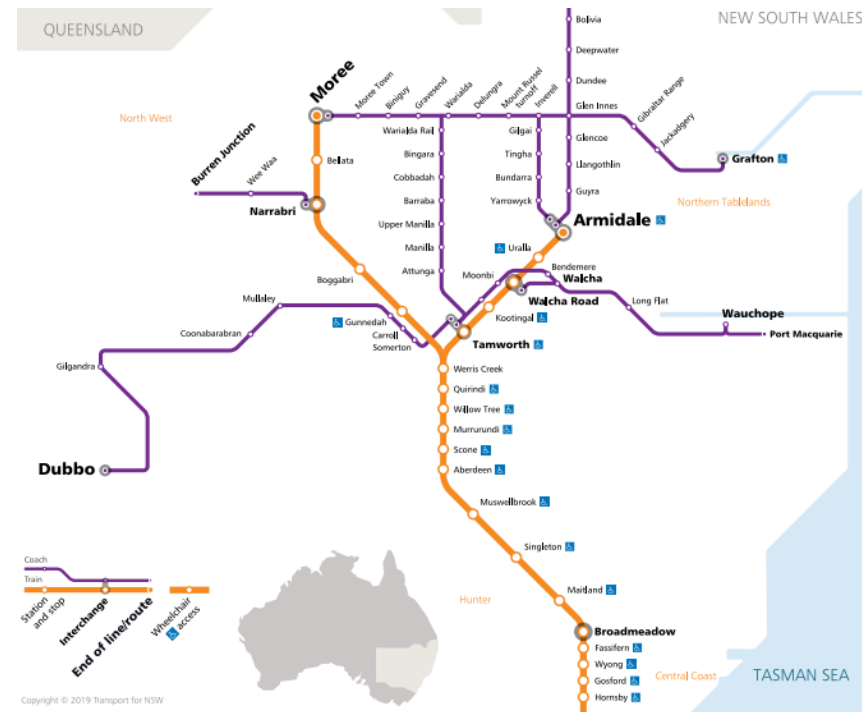 QUEENSLAND
NEW SOUTH WALES
North West
Moree
Moree Town
Biniguy
Gravesend
Warialda
Delungra
Mount Russel
turnoff
Inverell
Bolivia
Deepwater
Dundee
Glen Innes
Gibraltar Range
Jackadgery
Grafton
Northern Tablelands
Burren Junction
Wee Waa
Narrabri
Bellata
Boggabri
Warialda Rail
Bingara
Cobbadah
Barraba
Upper Manilla
Manilla
Attunga
Gilgai
Tingha
Bundarra
Yarrowyck
Glencoe
Llangothlin
Guyra
Armidale
Uralla
Moonbi
Bendemere
Walcha
Walcha Road
Kootingal
Long Flat
Wauchope
Port Macquarie
Tamworth
Mullaley
Coonabarabran
Gilgandra
Dubbo
Gunnedah
Carroll
Somerton
Werris Creek
Quirindi
Willow Tree
Murrurundi
Scone
Aberdeen
Muswellbrook
Singleton
Maitland
Hunter
Broadmeadow
Fassifern
Wyong
Gosford
Hornsby
Central Coast
TASMAN SEA
Coach
Train
Station
and stop
Interchange
End of line/route
Wheelchair
access
Copyright © 2019 Transport for NSW